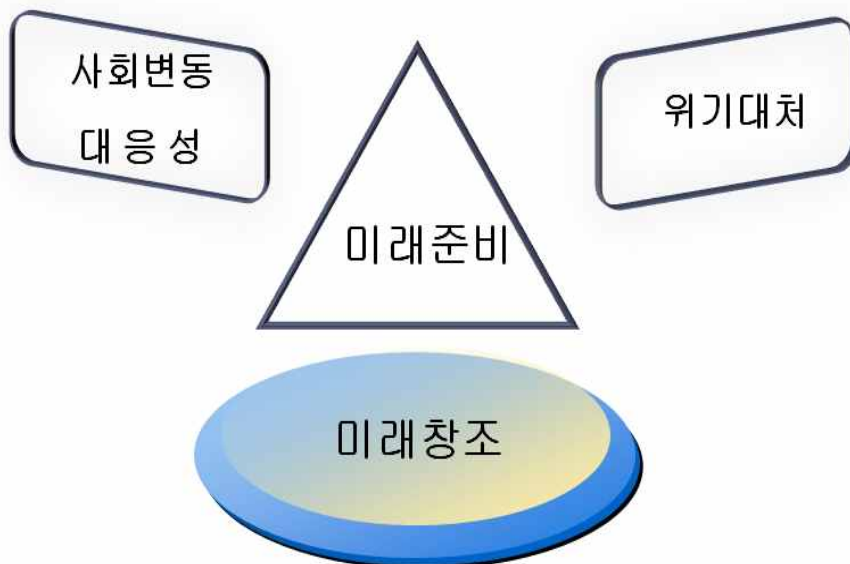 사회변동
대 응 성
위기대처
미래준비
미래창조